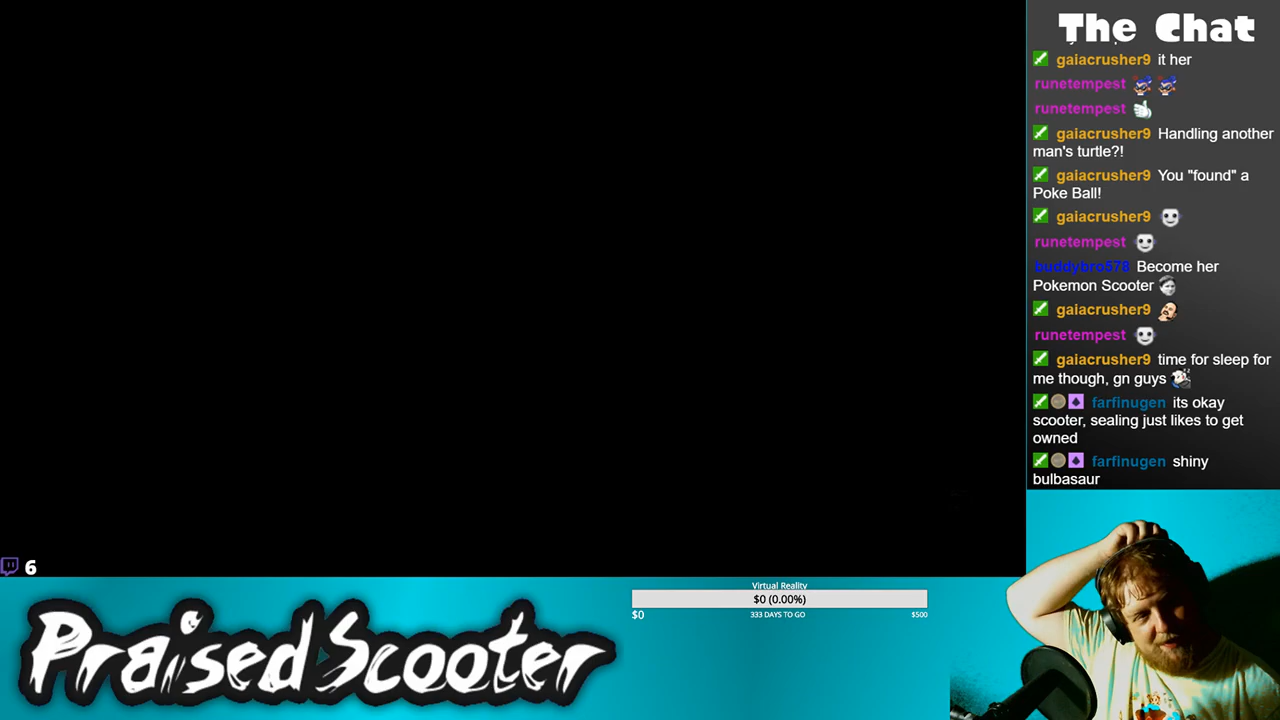 The Chat
gaiacrusher9 it her
runetempest
runetempest
gaiacrusher9 Handling another
man's turtle?!
gaiacrusher9 You "found" a
Poke Ball!
gaiacrusher9
runetempest
buddybro578 Become her
Pokemon Scooter
gaiacrusher9
runetempest
gaiacrusher9 time for sleep for
me though, gn guys
farfinugen its okay
scooter, sealing just likes to get
owned
farfinugen shiny
bulbasaur
6
Virtual Reality
$0 (0.00%)
$0 333 DAYS TO GO $500
PraisedScooter